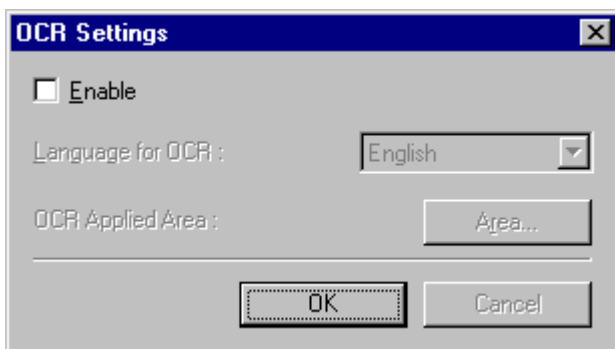 OCR Settings
Enable
Language for OCR : English
OCR Applied Area : Area...
OK Cancel